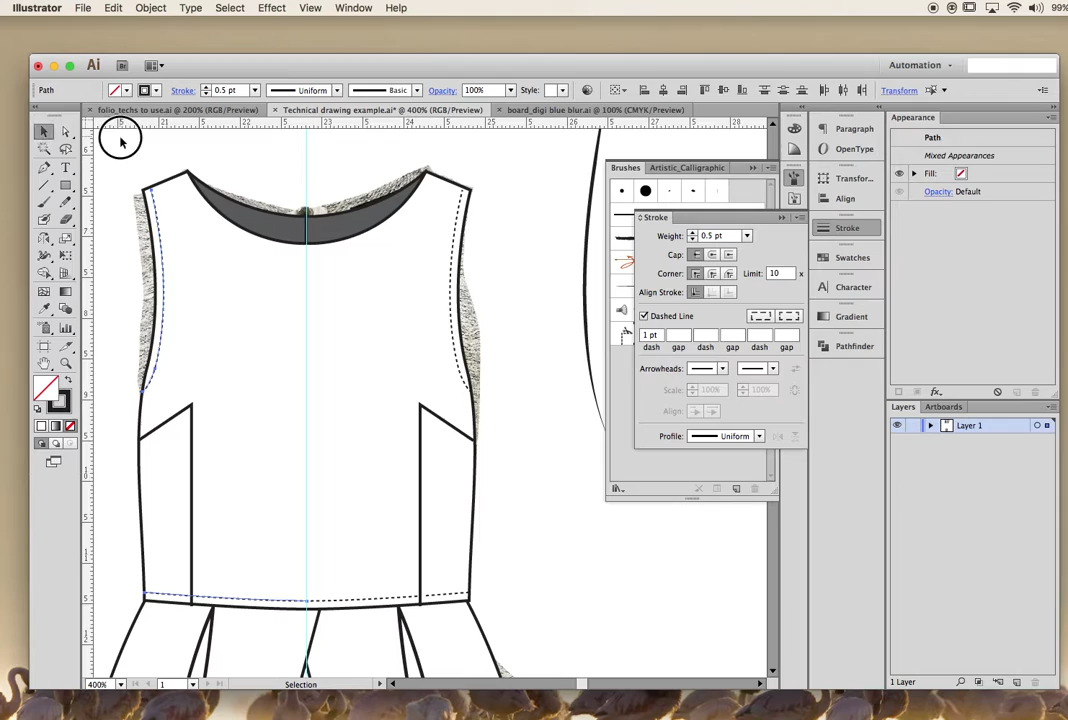 Illustrator File Edit Object Type Select Effect View Window Help 99%
Ai Br Automation
Path Stroke: 0.5 pt Uniform Basic Opacity: 100% Style: Transform
folio_techs to use.ai @ 200% (RGB/Preview) Technical drawing example.ai* @ 400% (RGB/Preview) board_digi blue blur.ai @ 100% (CMYK/Preview)
Appearance
Paragraph
Path
OpenType
Mixed Appearances
Brushes Artistic_Calligraphic
Fill:
Transfor...
Opacity: Default
Align
Stroke
Stroke
Weight: 0.5 pt
Cap:
Swatches
Corner: Limit: 10 x
Character
Align Stroke:
Dashed Line
Gradient
1 pt
dash gap dash gap dash gap
Pathfinder
Arrowheads:
Scale: 100% 100%
Align:
Layers Artboards
Layer 1
Profile: Uniform
400% 1 Selection
1 Layer